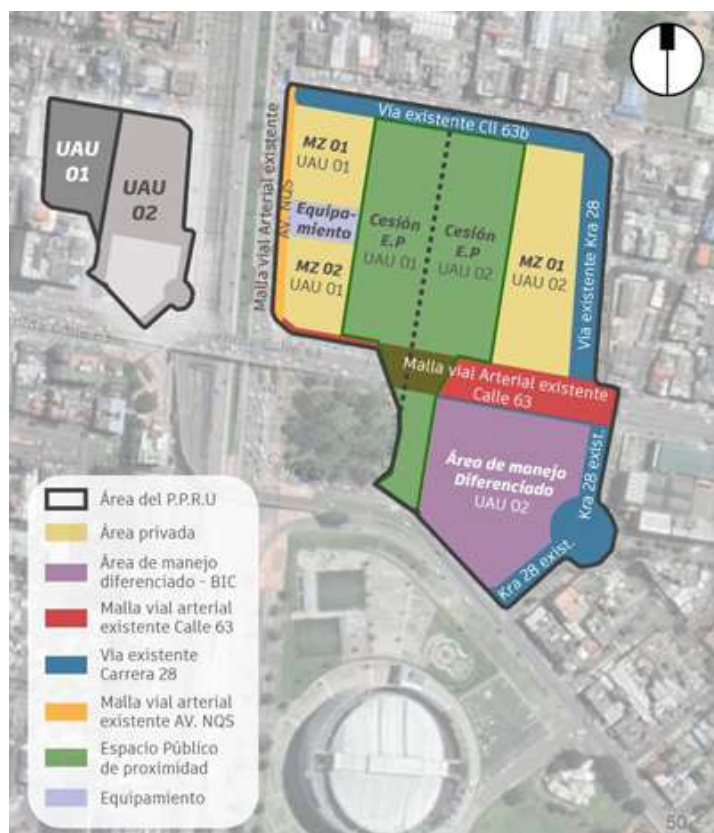 UAU
01
UAU
02
Via existente Cll 63b
MZ 01
UAU 01
Equipa-
miento
MZ 02
UAU 01
Malla vial Arterial existente
AV. NQS
Cesión
E.P
UAU 01
Cesión
E.P
UAU 02
MZ 01
UAU 02
Via existente Kra 28
Malla vial Arterial existente
Calle 63
Área de manejo
Diferenciado
UAU 02
Kra 28 exist.
Kra 28 exist.
Área del P.P.R.U
Área privada
Área de manejo
diferenciado - BIC
Malla vial arterial
existente Calle 63
Via existente
Carrera 28
Malla vial arterial
existente AV. NQS
Espacio Público
de proximidad
Equipamiento